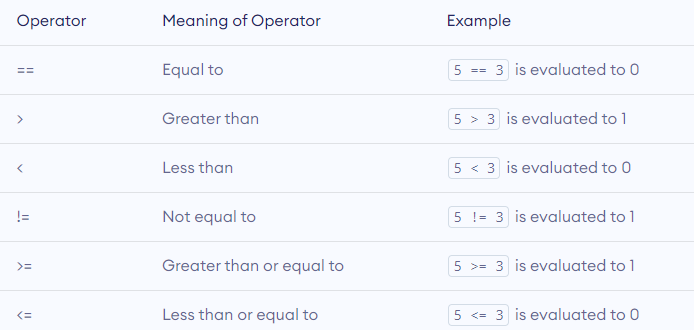 Operator Meaning of Operator Example
== Equal to 5 == 3 is evaluated to 0
> Greater than 5 > 3 is evaluated to 1
< Less than 5 < 3 is evaluated to 0
!= Not equal to 5 != 3 is evaluated to 1
>= Greater than or equal to 5 >= 3 is evaluated to 1
<= Less than or equal to 5 <= 3 is evaluated to 0